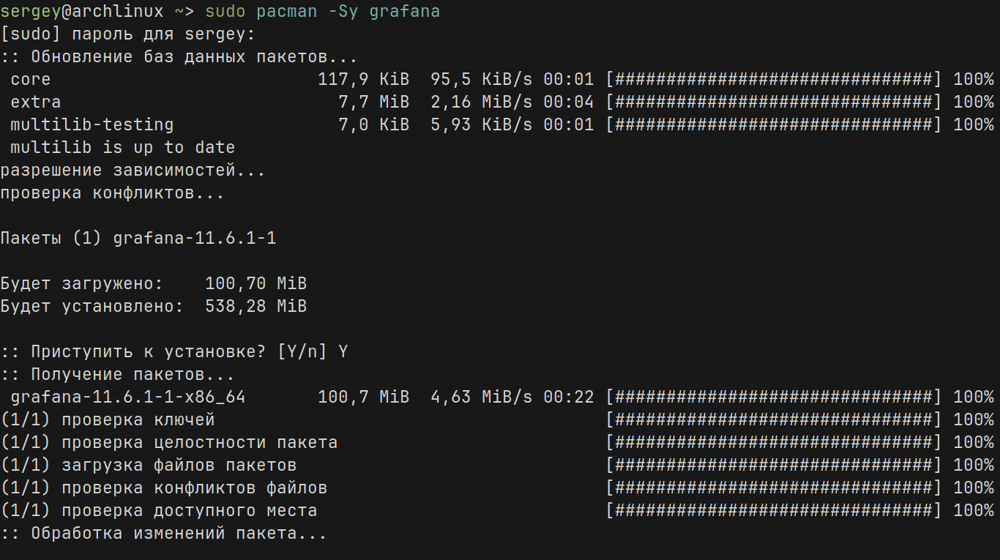 sergey@archlinux ~> sudo pacman -Sy grafana
[sudo] пароль для sergey:
:: Обновление баз данных пакетов...
 core                          117,9 KiB  95,5 KiB/s 00:01 [###############################] 100%
 extra                           7,7 MiB  2,16 MiB/s 00:04 [###############################] 100%
 multilib-testing                7,0 KiB  5,93 KiB/s 00:01 [###############################] 100%
 multilib is up to date
разрешение зависимостей...
проверка конфликтов...

Пакеты (1) grafana-11.6.1-1

Будет загружено:    100,70 MiB
Будет установлено:  538,28 MiB

:: Приступить к установке? [Y/n] Y
:: Получение пакетов...
 grafana-11.6.1-1-x86_64       100,7 MiB  4,63 MiB/s 00:22 [###############################] 100%
(1/1) проверка ключей                                      [###############################] 100%
(1/1) проверка целостности пакета                          [###############################] 100%
(1/1) загрузка файлов пакетов                              [###############################] 100%
(1/1) проверка конфликтов файлов                           [###############################] 100%
(1/1) проверка доступного места                            [###############################] 100%
:: Обработка изменений пакета...